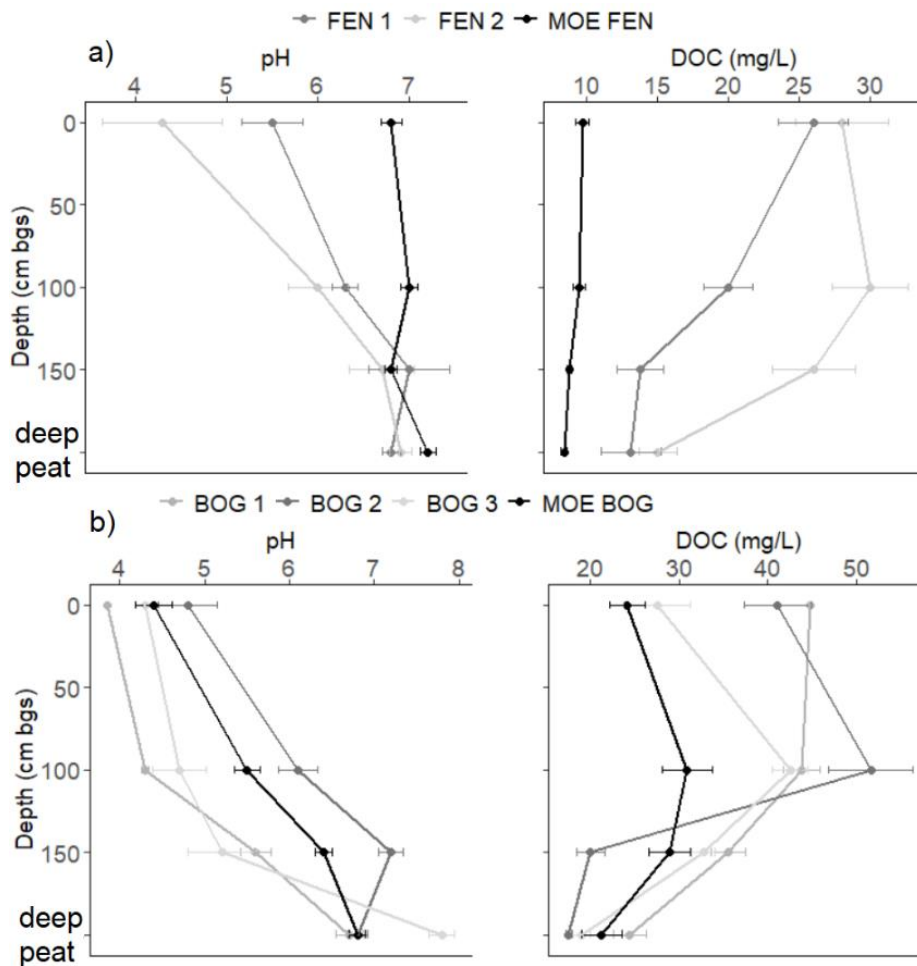 FEN 1 FEN 2 MOE FEN
a)
pH DOC (mg/L)
4 5 6 7 10 15 20 25 30
0
50
100
150
deep
peat
Depth (cm bgs)
BOG 1 BOG 2 BOG 3 MOE BOG
b)
pH DOC (mg/L)
4 5 6 7 8 20 30 40 50
0
50
100
150
deep
peat
Depth (cm bgs)